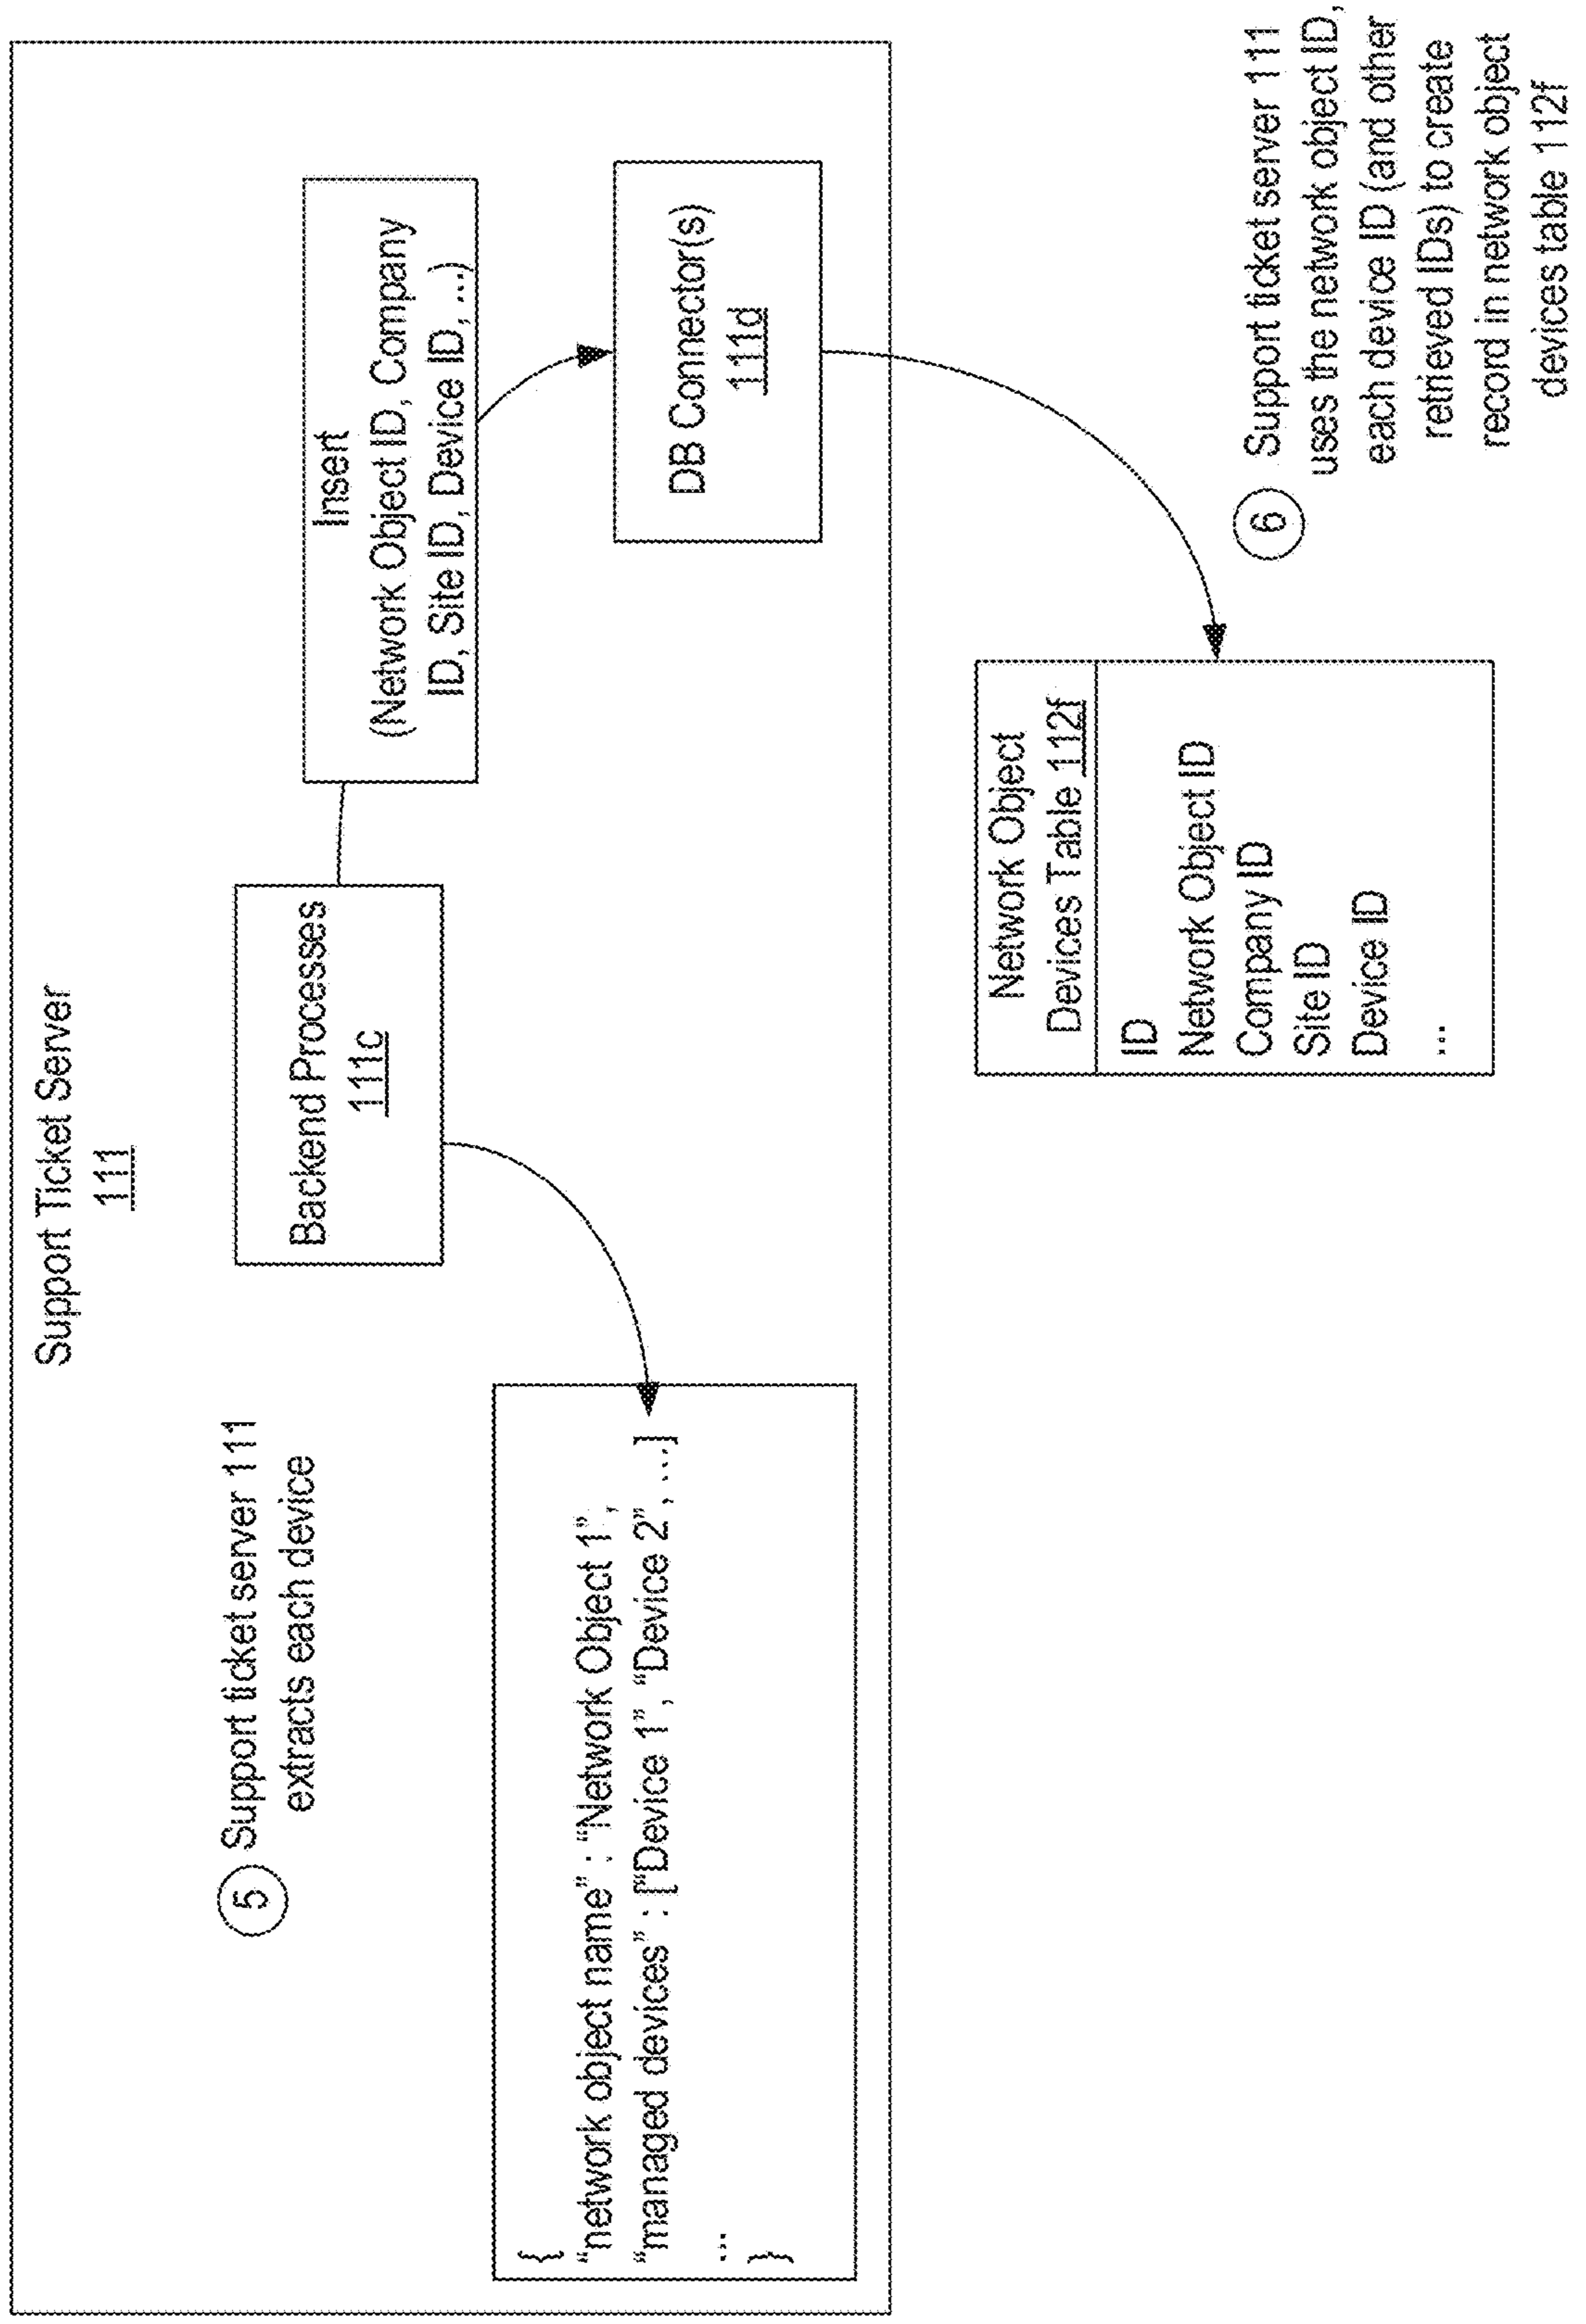 Support Ticket Server
111
5
Support ticket server 111
extracts each device
Backend Processes
111c
Insert
(Network Object ID, Company
ID, Site ID, Device ID, ...)
{
“network object name” : “Network Object 1”,
“managed devices” : [“Device 1”, “Device 2”, ...]
...
}
DB Connector(s)
111d
Network Object
Devices Table 112f
ID
Network Object ID
Company ID
Site ID
Device ID
...
6
Support ticket server 111
uses the network object ID,
each device ID (and other
retrieved IDs) to create
record in network object
devices table 112f